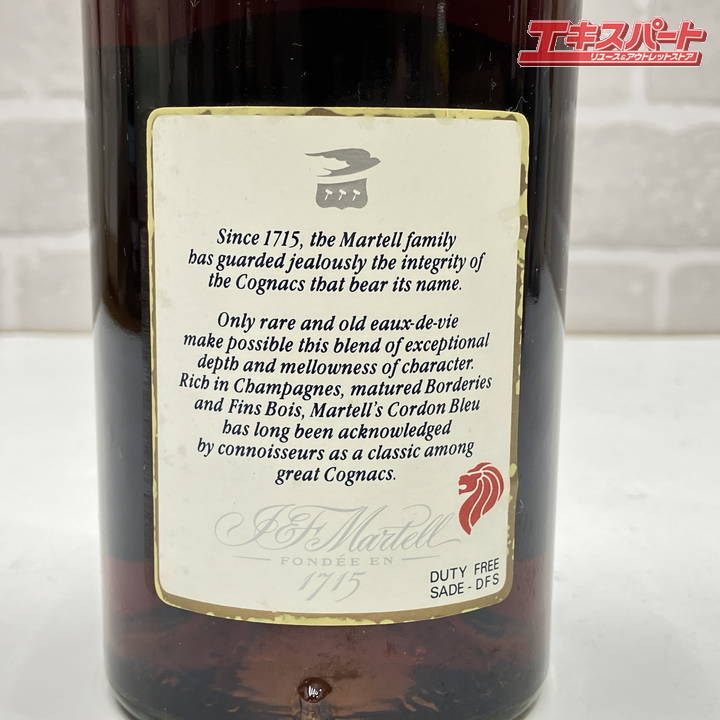 エキスパート
リユース&アウトレットストア
Since 1715, the Martell family
has guarded jealously the integrity of
the Cognacs that bear its name.
Only rare and old eaux-de-vie
make possible this blend of exceptional
depth and mellowness of character.
Rich in Champagnes, matured Borderies
and Fins Bois, Martell's Cordon Bleu
has long been acknowledged
by connoisseurs as a classic among
great Cognacs.
J&F Martell
FONDÉE EN
1715
DUTY FREE
SADE - DFS